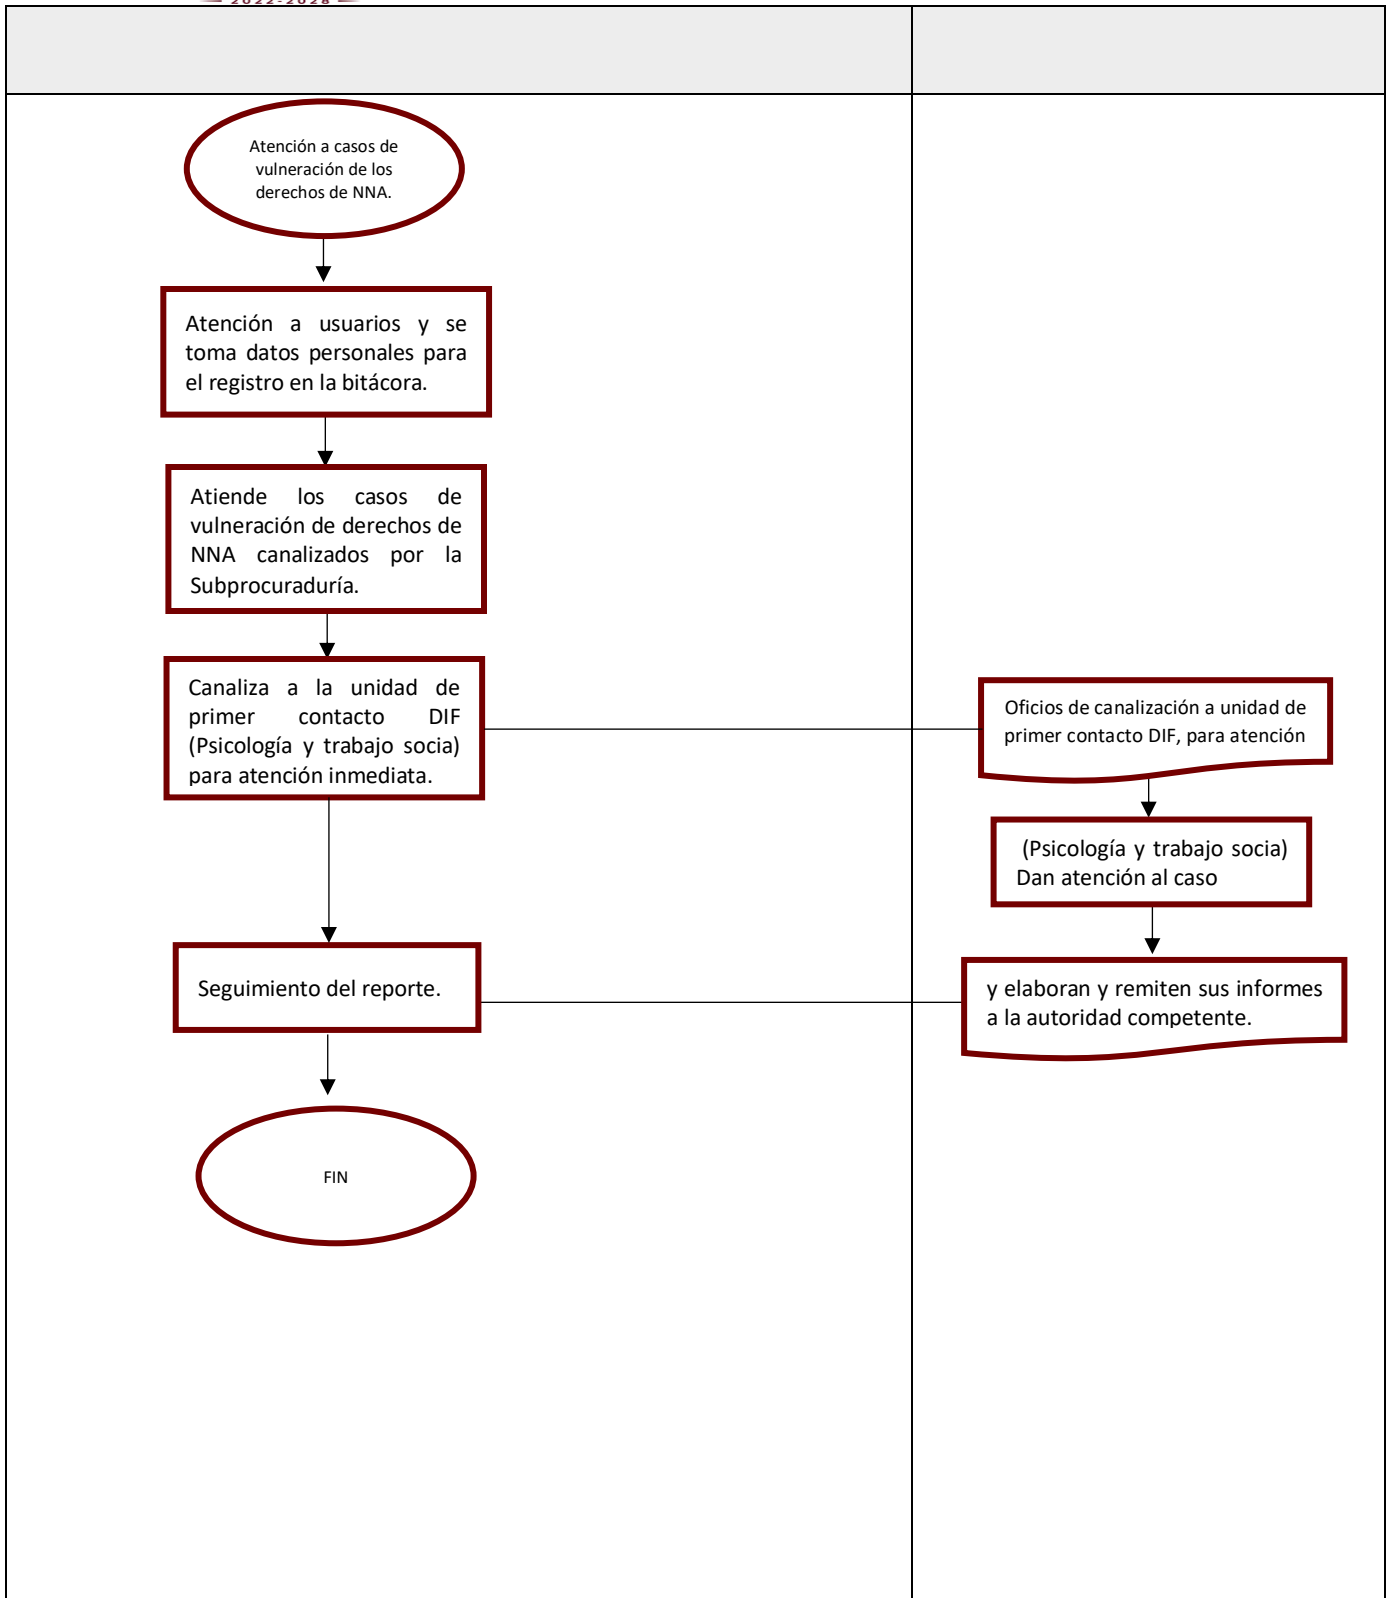 2022-2028
Atención a casos de
vulneración de los
derechos de NNA.
Atención a usuarios y se
toma datos personales para
el registro en la bitácora.
Atiende los casos de
vulneración de derechos de
NNA canalizados por la
Subprocuraduría.
Canaliza a la unidad de
primer contacto DIF
(Psicología y trabajo socia)
para atención inmediata.
Oficios de canalización a unidad de
primer contacto DIF, para atención
(Psicología y trabajo socia)
Dan atención al caso
Seguimiento del reporte.
y elaboran y remiten sus informes
a la autoridad competente.
FIN